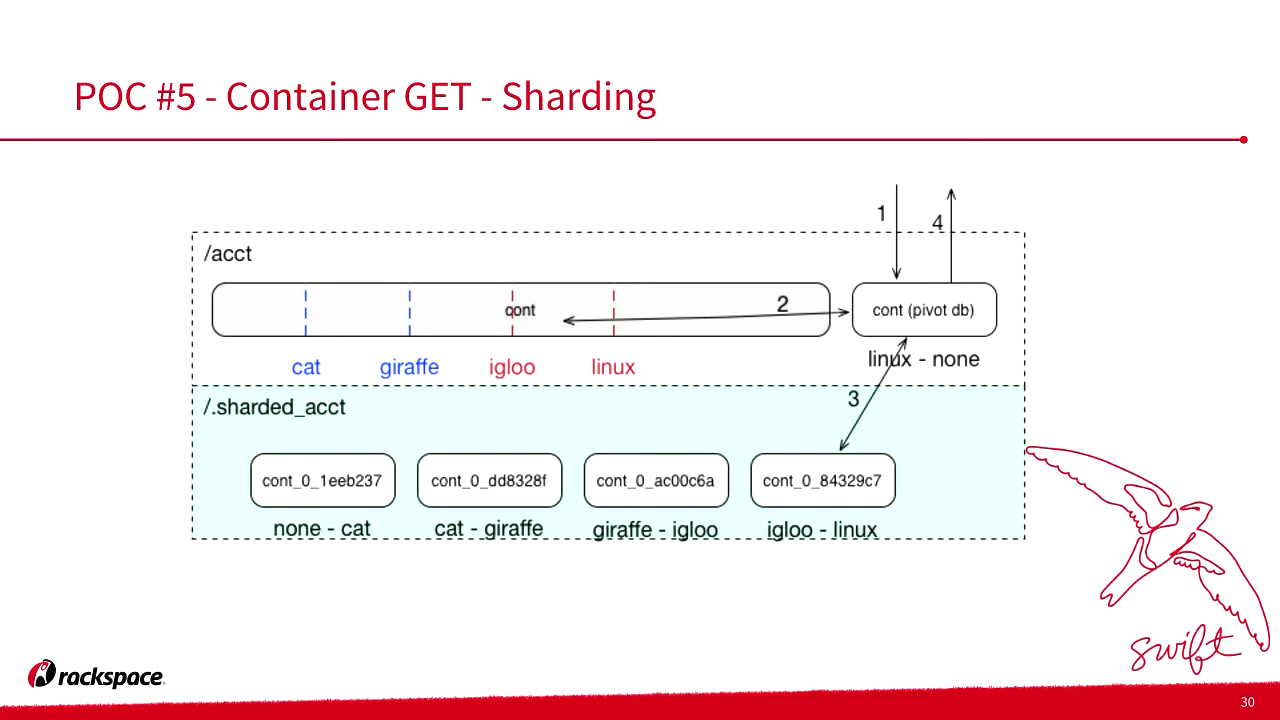 POC #5 - Container GET - Sharding
1
4
/acct
cont
2
cont (pivot db)
cat
giraffe
igloo
linux
linux - none
3
/.sharded_acct
cont_0_1eeb237
cont_0_dd8328f
cont_0_ac00c6a
cont_0_84329c7
none - cat
cat - giraffe
giraffe - igloo
igloo - linux
swift
rackspace
30